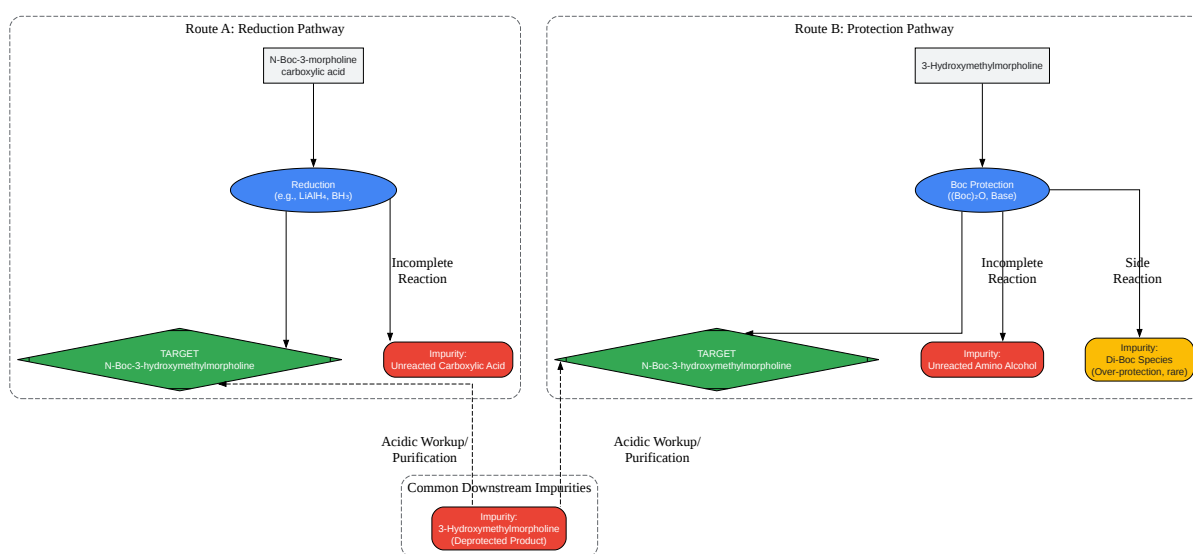 Route A: Reduction Pathway
N-Boc-3-morpholine
carboxylic acid
Reduction
(e.g., LiAlH₄, BH₃)
Incomplete
Reaction
TARGET
N-Boc-3-hydroxymethylmorpholine
Impurity:
Unreacted Carboxylic Acid
Route B: Protection Pathway
3-Hydroxymethylmorpholine
Boc Protection
((Boc)₂O, Base)
Incomplete
Reaction
Side
Reaction
TARGET
N-Boc-3-hydroxymethylmorpholine
Impurity:
Unreacted Amino Alcohol
Impurity:
Di-Boc Species
(Over-protection, rare)
Acidic Workup/
Purification
Acidic Workup/
Purification
Common Downstream Impurities
Impurity:
3-Hydroxymethylmorpholine
(Deprotected Product)